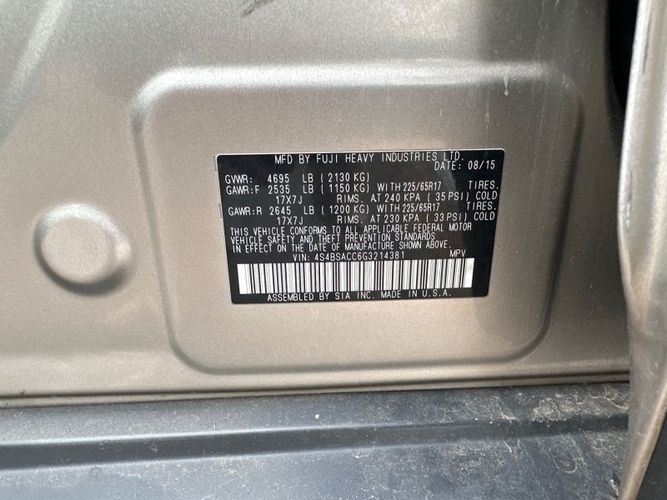 MFD BY FUJI HEAVY INDUSTRIES LTD.
DATE: 08/15
GVWR: 4695 LB ( 2130 KG)
GAWR:F 2535 LB ( 1150 KG) WITH 225/65R17 TIRES.
17X7J RIMS. AT 240 KPA ( 35 PSI) COLD
GAWR:R 2645 LB ( 1200 KG) WITH 225/65R17 TIRES.
17X7J RIMS. AT 230 KPA ( 33 PSI) COLD
THIS VEHICLE CONFORMS TO ALL APPLICABLE FEDERAL MOTOR
VEHICLE SAFETY AND THEFT PREVENTION STANDARDS
IN EFFECT ON THE DATE OF MANUFACTURE SHOWN ABOVE.
VIN: 4S4BSACC6G3214381 MPV
ASSEMBLED BY SIA INC. MADE IN U.S.A.